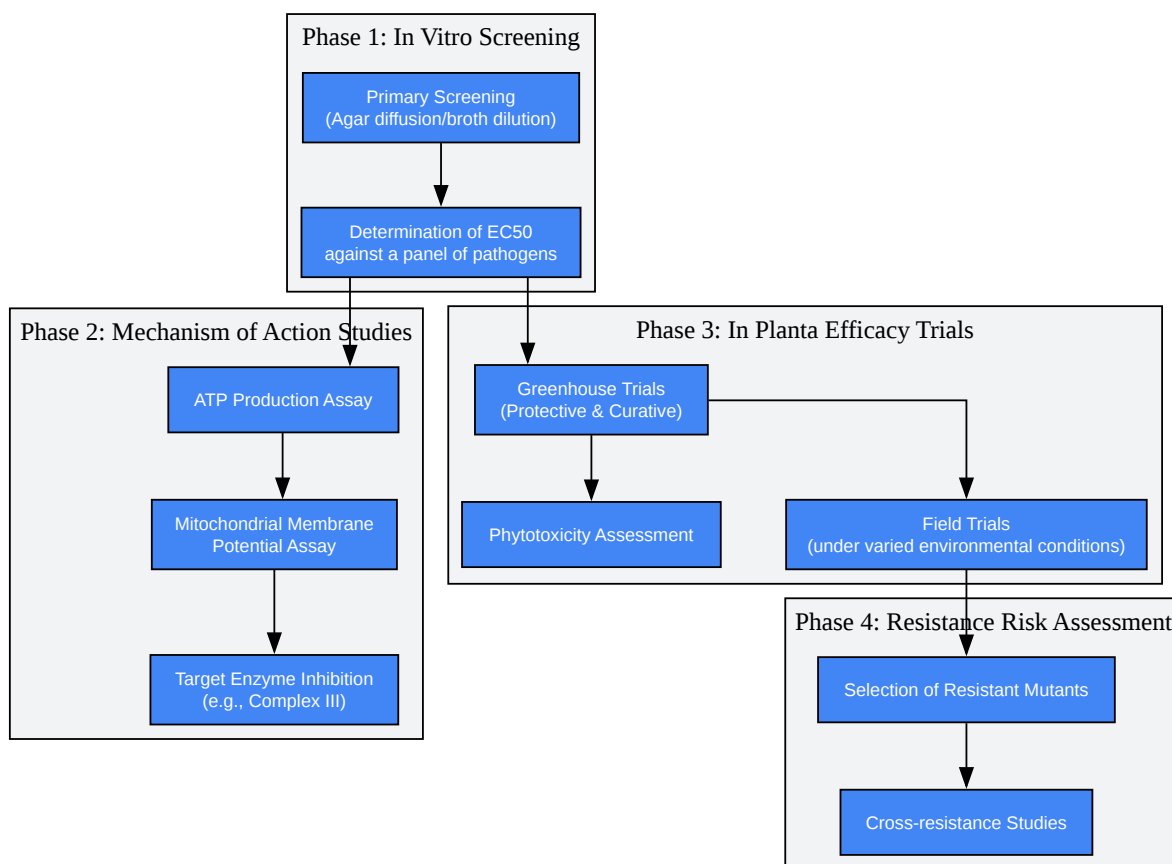 Phase 1: In Vitro Screening
Primary Screening
(Agar diffusion/broth dilution)
Determination of EC50
against a panel of pathogens
Phase 2: Mechanism of Action Studies
ATP Production Assay
Mitochondrial Membrane
Potential Assay
Target Enzyme Inhibition
(e.g., Complex III)
Phase 3: In Planta Efficacy Trials
Greenhouse Trials
(Protective & Curative)
Phytotoxicity Assessment
Field Trials
(under varied environmental conditions)
Phase 4: Resistance Risk Assessment
Selection of Resistant Mutants
Cross-resistance Studies